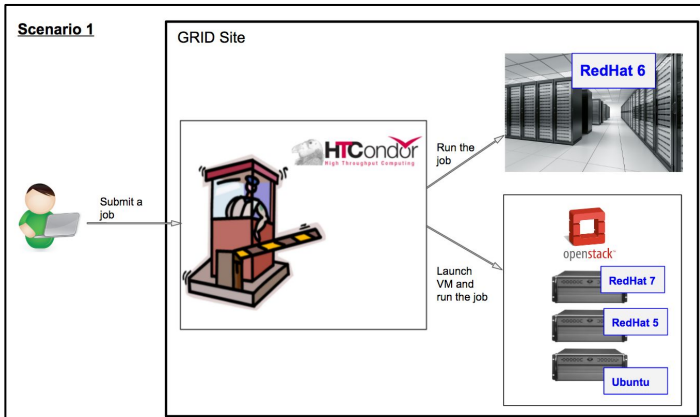 Scenario 1
GRID Site
RedHat 6
HTCondor
High Throughput Computing
Run the
job
Submit a
job
openstack
Launch
VM and
run the job
RedHat 7
RedHat 5
Ubuntu